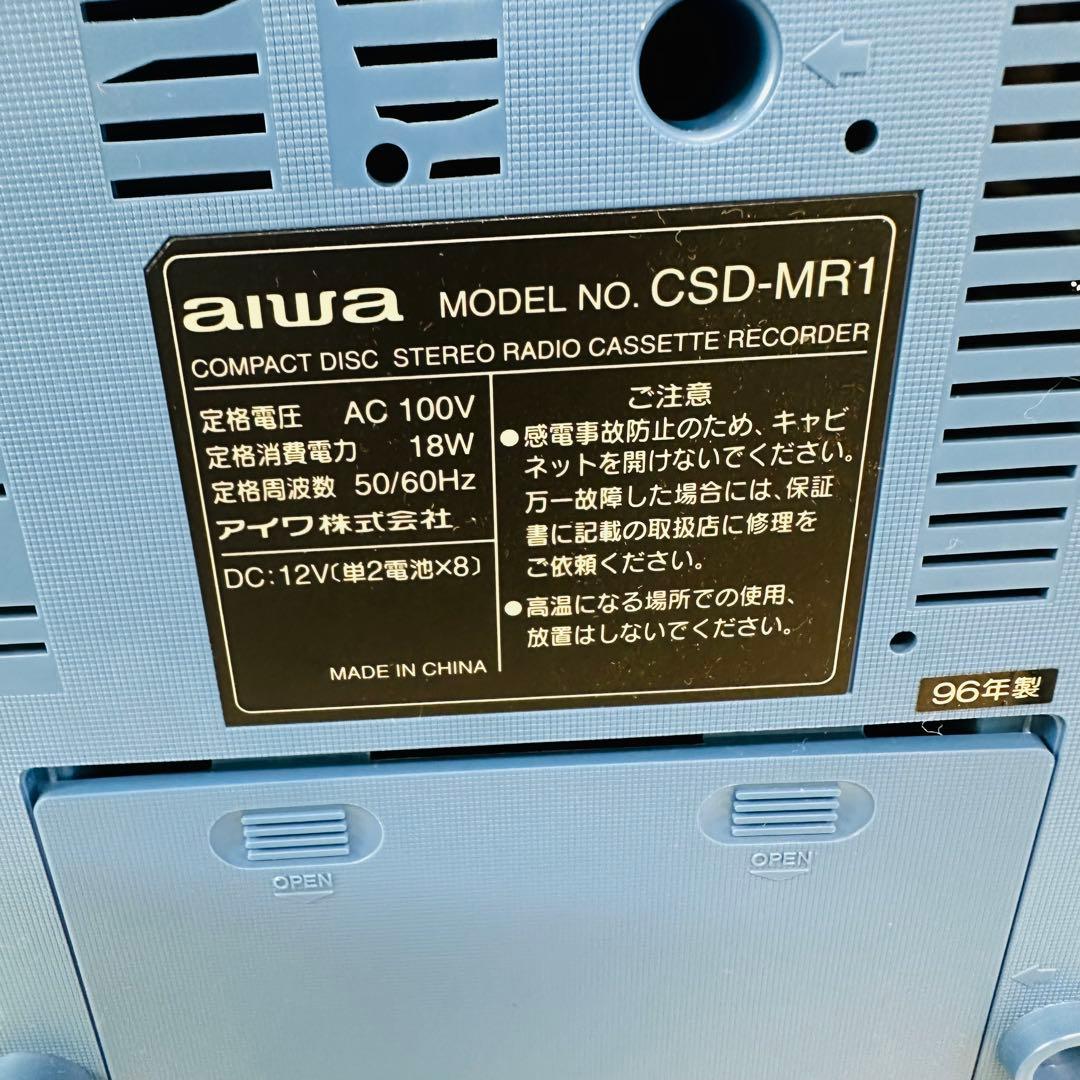 aiwa MODEL NO. CSD-MR1
COMPACT DISC STEREO RADIO CASSETTE RECORDER
定格電圧 AC 100V
定格消費電力 18W
定格周波数 50/60Hz
アイワ株式会社
DC:12V(単2電池×8)
MADE IN CHINA
ご注意
●感電事故防止のため、キャビ
ネットを開けないでください。
万一故障した場合には、保証
書に記載の取扱店に修理を
ご依頼ください。
●高温になる場所での使用、
放置はしないでください。
96年製
OPEN
OPEN